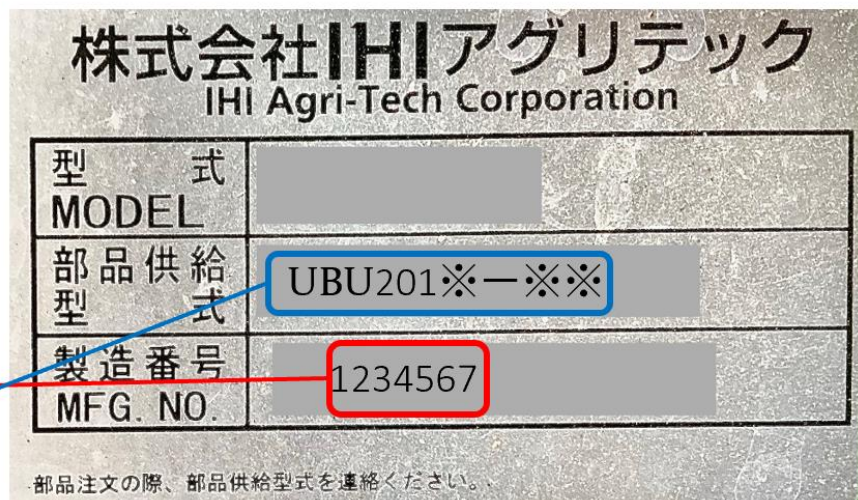 株式会社IHIアグリテック
IHI Agri-Tech Corporation
型 式
MODEL
部品供給
型 式
UBU201※－※※
製造番号
MFG. NO.
1234567
部品注文の際、部品供給型式を連絡ください。